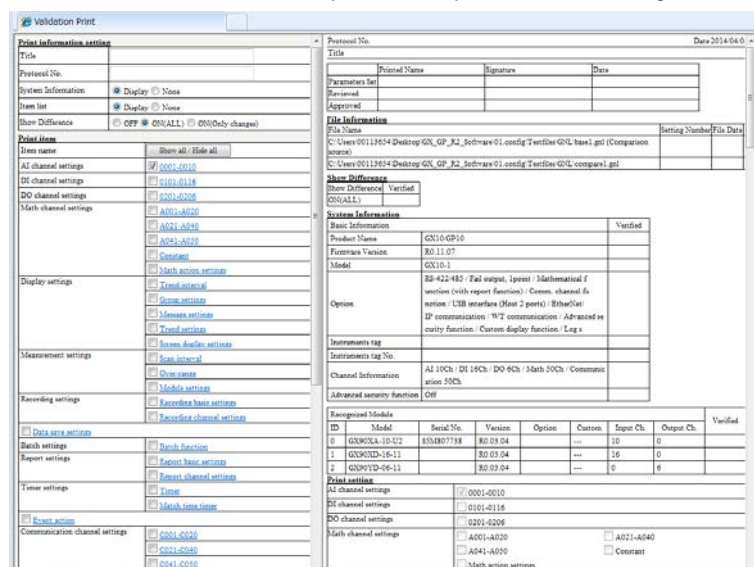 Validation Print
Print information setting
Title
Protocol No.
System Information Display None
Item list Display None
Show Difference OFF ON(ALL) ON(Only changes)
Print item
Item name Show all / Hide all
AI channel settings 0001-0010
DI channel settings 0101-0116
DO channel settings 0201-0206
Math channel settings A001-A020
A021-A040
A041-A050
Constant
Math action settings
Display settings Trend interval
Group settings
Message settings
Trend settings
Screen display settings
Measurement settings Scan interval
Over-range
Module settings
Recording settings Recording basic settings
Recording channel settings
Data save settings
Batch settings Batch function
Report settings Report basic settings
Report channel settings
Timer settings Timer
Match time timer
Event action
Communication channel settings C001-C020
C021-C040
C041-C050
Protocol No. Date 2014/04/0
Title
Printed Name Signature Date
Parameters Set
Reviewed
Approved
File Information
File Name Setting Number File Date
C:\Users\00113654\Desktop\GX_GP_R2_Software\01.config\Testfiles\GNL\base1.gnl (Comparison
source)
C:\Users\00113654\Desktop\GX_GP_R2_Software\01.config\Testfiles\GNL\compare1.gnl
Show Difference
Show Difference Verified
ON(ALL)
System Information
Basic Information Verified
Product Name GX10/GP10
Firmware Version R0.11.07
Model GX10-1
Option RS-422/485 / Fail output, 1point / Mathematical f
unction (with report function) / Comm. channel fu
nction / USB interface (Host 2 ports) / EtherNet/
IP communication / WT communication / Advanced se
curity function / Custom display function / Log s
Instruments tag
Instruments tag No.
Channel Information AI 10Ch / DI 16Ch / DO 6Ch / Math 50Ch / Communic
ation 50Ch
Advanced security function Off
Recognized Module Verified
ID Model Serial No. Version Option Custom Input Ch. Output Ch.
0 GX90XA-10-U2 S5M807738 R0.03.04 --- 10 0
1 GX90XD-16-11 R0.03.04 --- 16 0
2 GX90YD-06-11 R0.03.04 --- 0 6
Print setting
AI channel settings 0001-0010
DI channel settings 0101-0116
DO channel settings 0201-0206
Math channel settings A001-A020 A021-A040
A041-A050 Constant
Math action settings